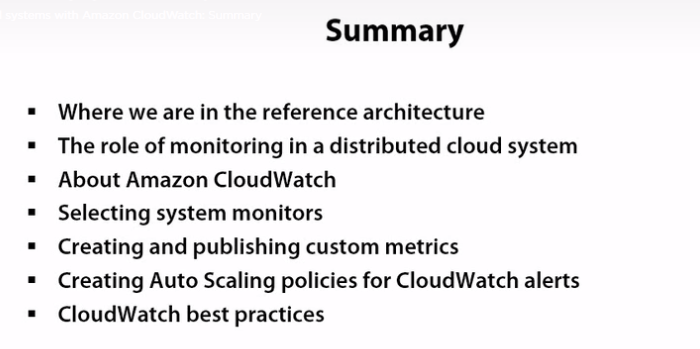 systems with Amazon CloudWatch: Summary
Summary
▪ Where we are in the reference architecture
▪ The role of monitoring in a distributed cloud system
▪ About Amazon CloudWatch
▪ Selecting system monitors
▪ Creating and publishing custom metrics
▪ Creating Auto Scaling policies for CloudWatch alerts
▪ CloudWatch best practices